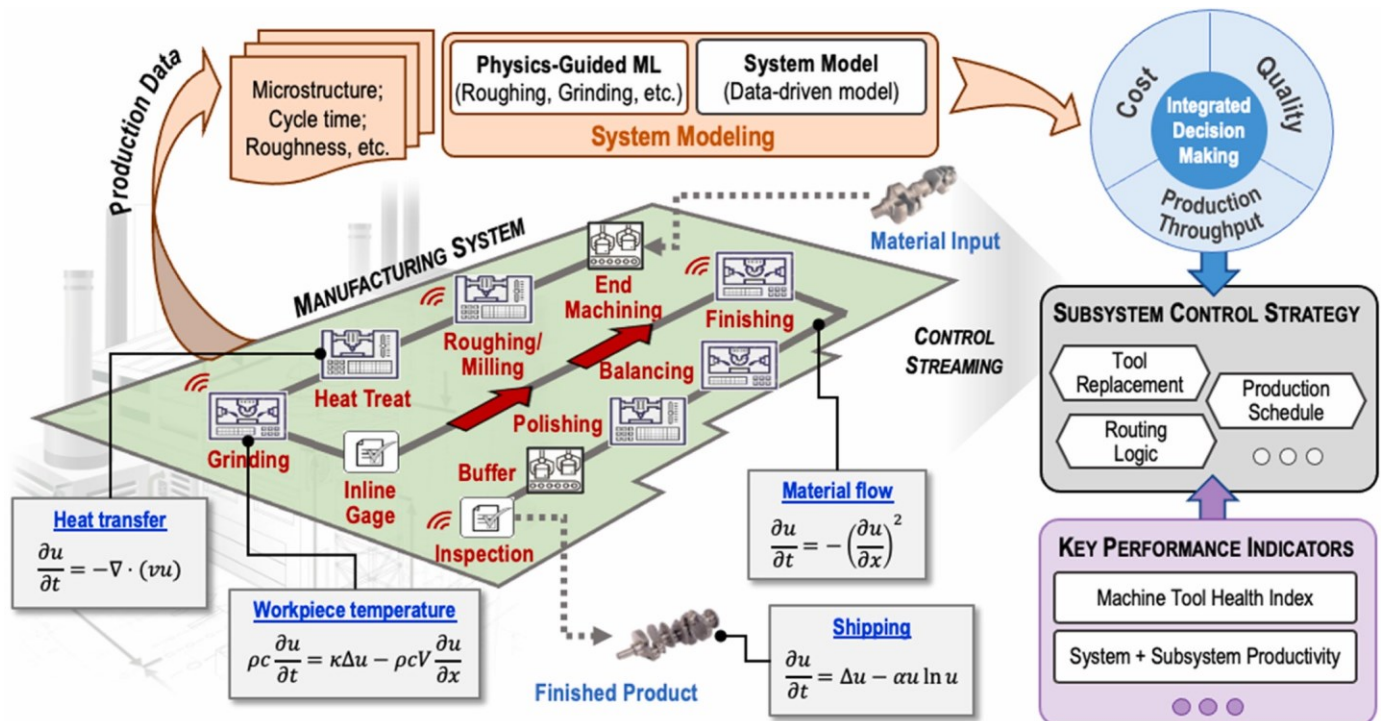 Production Data
Microstructure;
Cycle time;
Roughness, etc.
Physics-Guided ML
(Roughing, Grinding, etc.)
System Model
(Data-driven model)
System Modeling
Cost
Quality
Integrated
Decision
Making
Production
Throughput
MANUFACTURING SYSTEM
Material Input
End
Machining
Roughing/
Milling
Heat Treat
Grinding
Inline
Gage
Finishing
Balancing
Polishing
Buffer
Inspection
CONTROL
STREAMING
SUBSYSTEM CONTROL STRATEGY
Tool
Replacement
Production
Schedule
Routing
Logic
Heat transfer
∂u/∂t = −∇ · (vu)
Workpiece temperature
ρc ∂u/∂t = κΔu − ρcV ∂u/∂x
Material flow
∂u/∂t = −(∂u/∂x)²
Shipping
∂u/∂t = Δu − αu ln u
Finished Product
KEY PERFORMANCE INDICATORS
Machine Tool Health Index
System + Subsystem Productivity